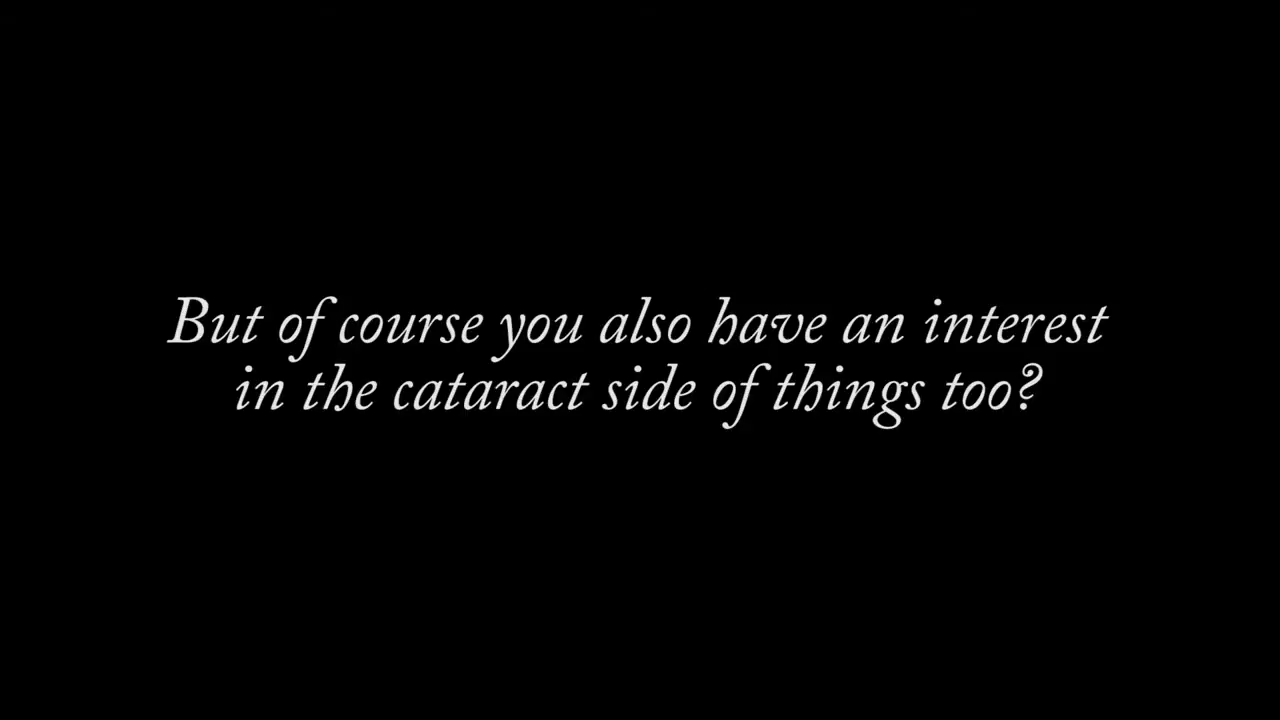 But of course you also have an interest
in the cataract side of things too?